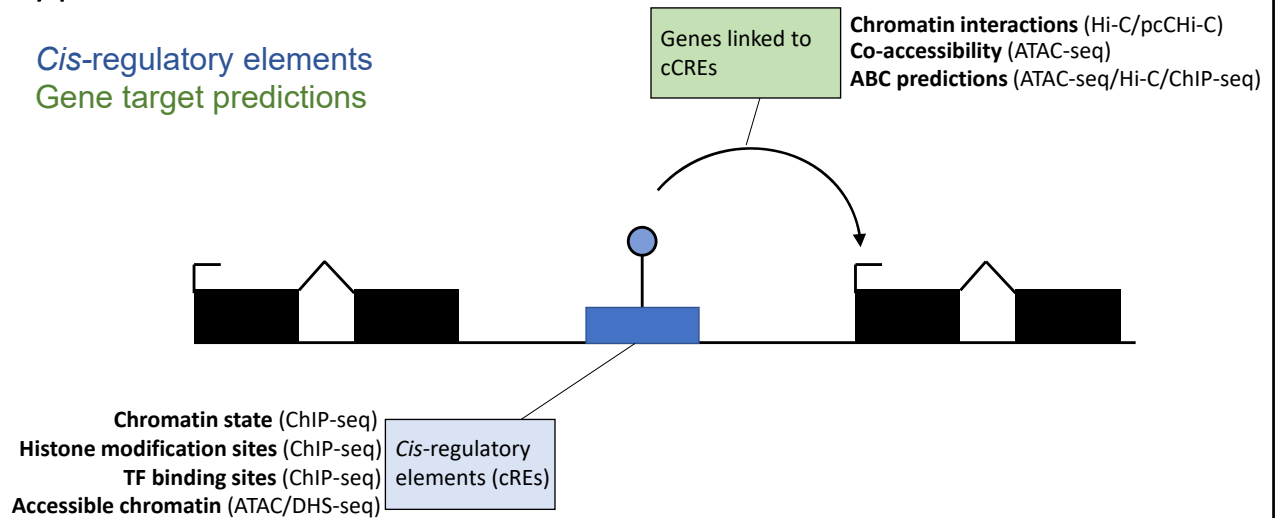 Cis-regulatory elements
Gene target predictions
Genes linked to
cCREs
Chromatin interactions (Hi-C/pcCHi-C)
Co-accessibility (ATAC-seq)
ABC predictions (ATAC-seq/Hi-C/ChIP-seq)
Chromatin state (ChIP-seq)
Histone modification sites (ChIP-seq)
TF binding sites (ChIP-seq)
Accessible chromatin (ATAC/DHS-seq)
Cis-regulatory
elements (cREs)